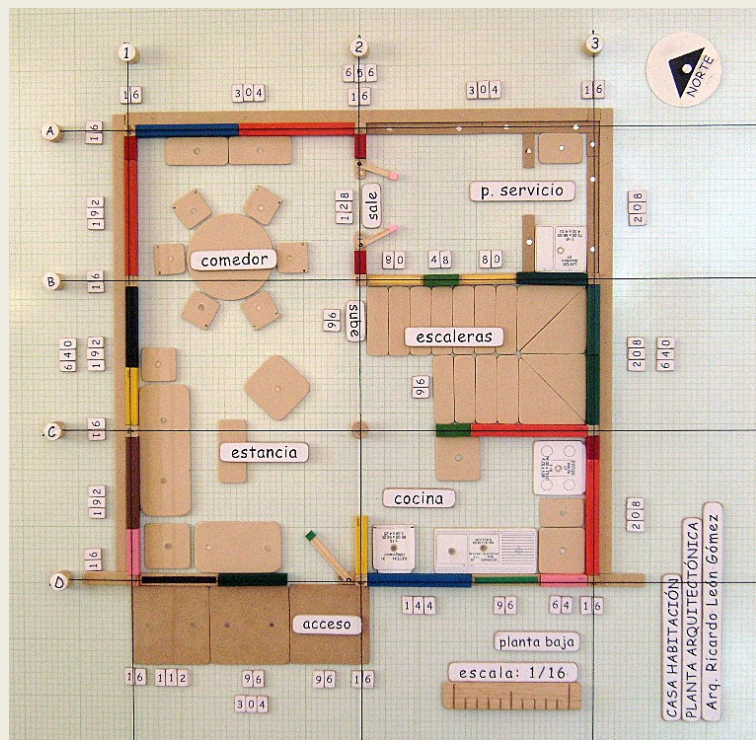 1
2
3
NORTE
656
16
304
16
304
16
A
16
192
128
sale
p. servicio
208
comedor
80
48
80
B
16
96
sube
escaleras
640
192
208
640
96
C
16
estancia
cocina
192
208
16
D
144
96
64
16
acceso
planta baja
16
112
96
96
16
escala: 1/16
304
CASA HABITACIÓN
PLANTA ARQUITECTÓNICA
Arq. Ricardo León Gómez